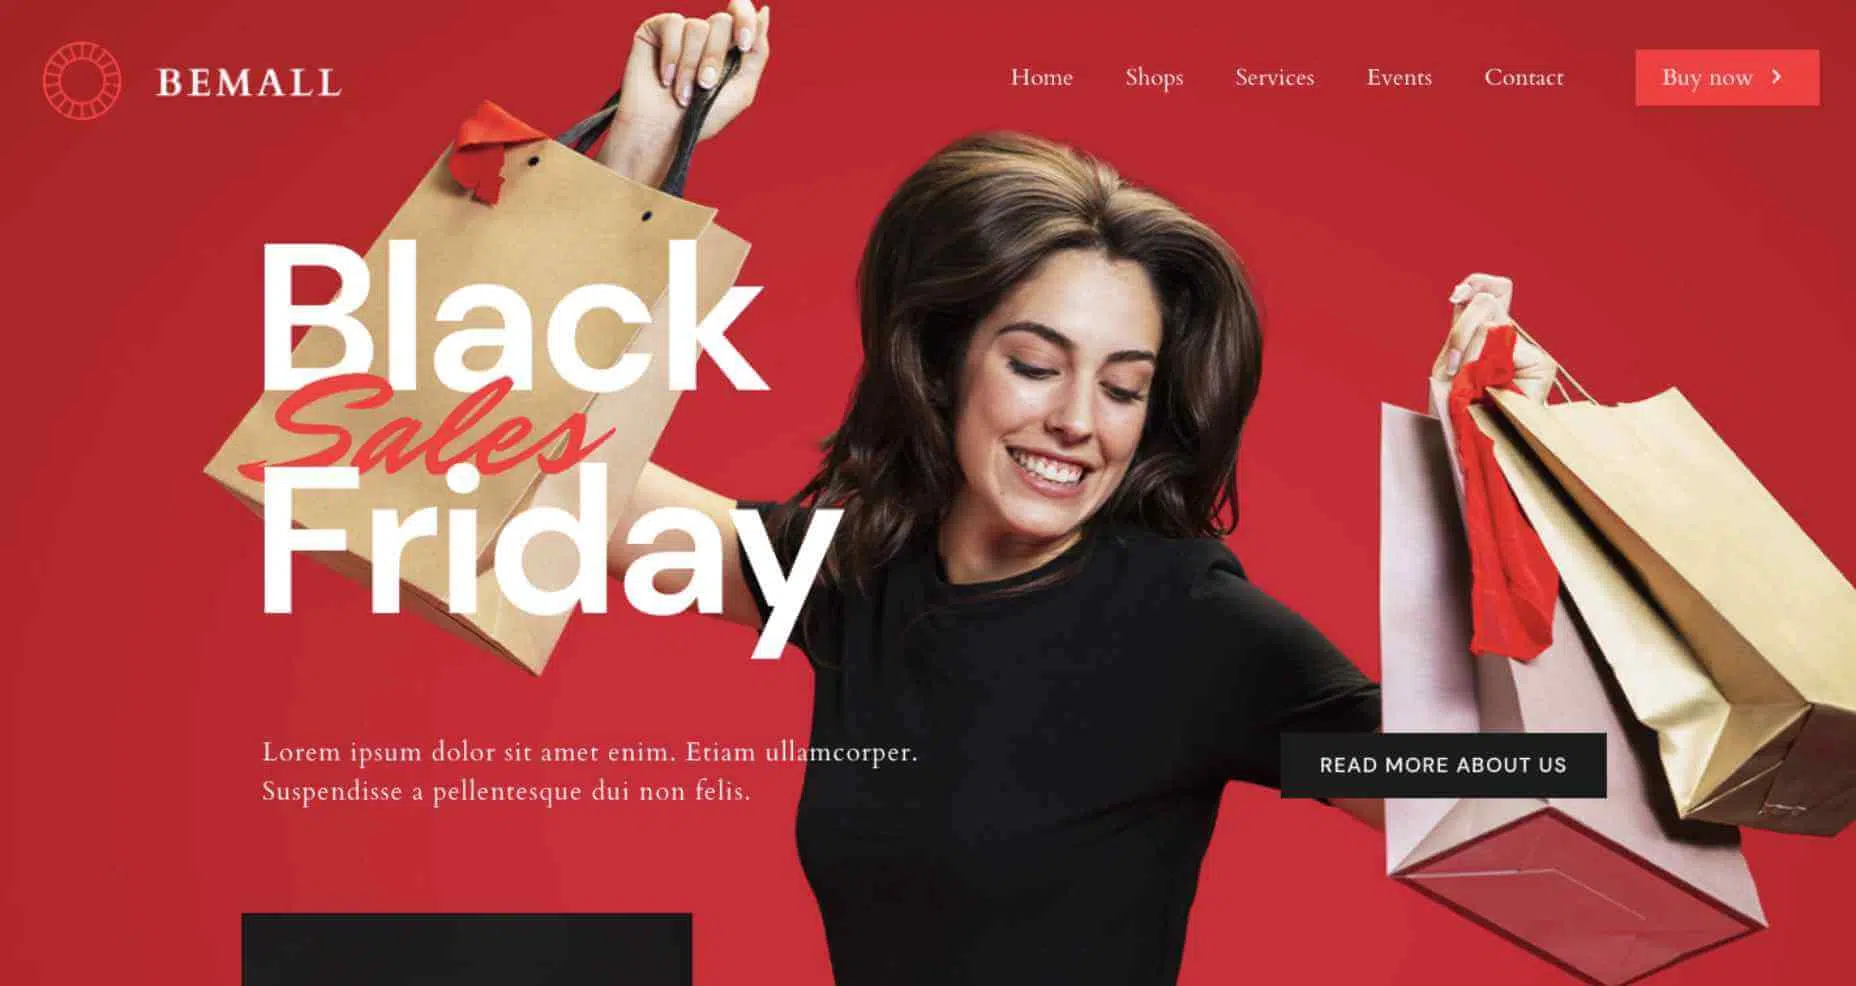 BEMALL
Home Shops Services Events Contact Buy now
Black
Sales
Friday
Lorem ipsum dolor sit amet enim. Etiam ullamcorper.
Suspendisse a pellentesque dui non felis.
READ MORE ABOUT US